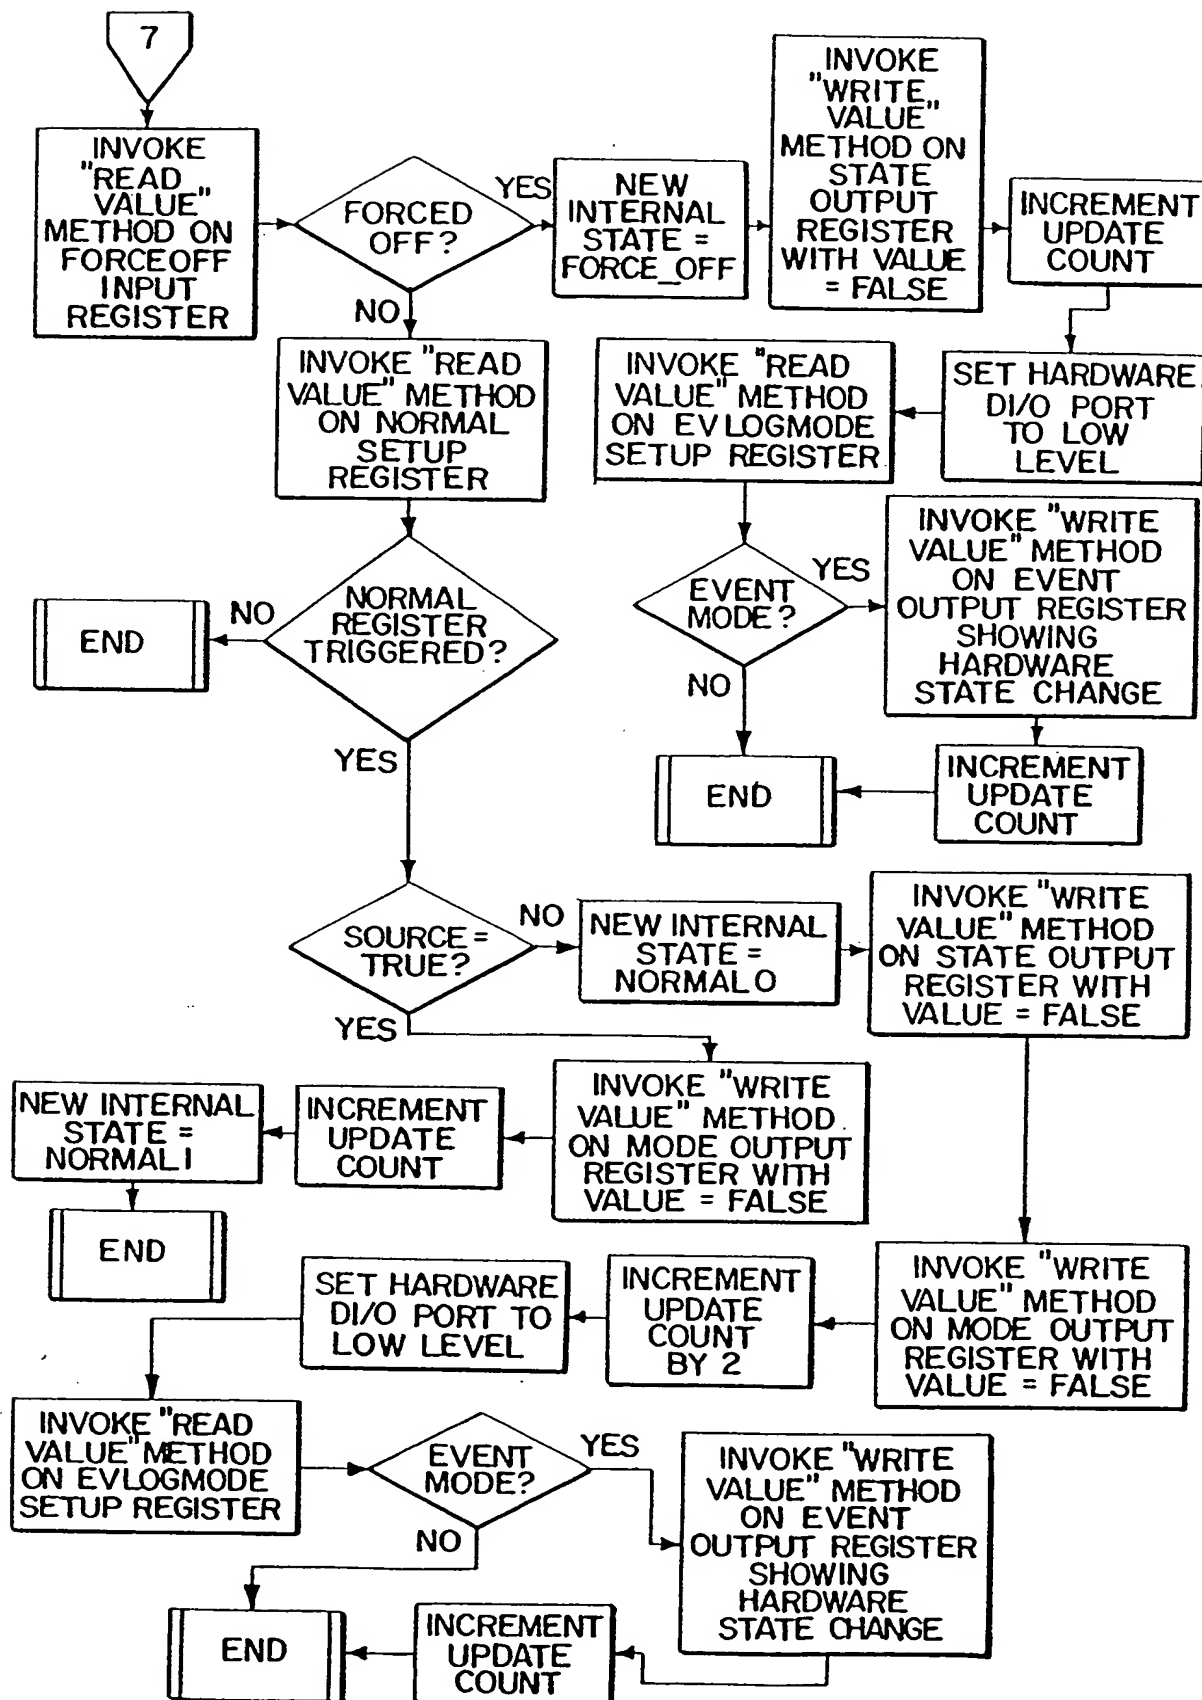 7
INVOKE
"READ
VALUE"
METHOD ON
FORCEOFF
INPUT
REGISTER
FORCED
OFF?
YES
NO
NEW
INTERNAL
STATE =
FORCE_OFF
INVOKE
"WRITE
VALUE"
METHOD ON
STATE
OUTPUT
REGISTER
WITH VALUE
= FALSE
INCREMENT
UPDATE
COUNT
SET HARDWARE
DI/O PORT
TO LOW
LEVEL
INVOKE "READ
VALUE" METHOD
ON EVLOGMODE
SETUP REGISTER
INVOKE "READ
VALUE" METHOD
ON NORMAL
SETUP
REGISTER
EVENT
MODE?
YES
NO
INVOKE "WRITE
VALUE" METHOD
ON EVENT
OUTPUT REGISTER
SHOWING
HARDWARE
STATE CHANGE
INCREMENT
UPDATE
COUNT
END
NORMAL
REGISTER
TRIGGERED?
NO
END
YES
SOURCE =
TRUE?
NO
YES
NEW INTERNAL
STATE =
NORMAL0
INVOKE "WRITE
VALUE" METHOD
ON STATE OUTPUT
REGISTER WITH
VALUE = FALSE
INVOKE "WRITE
VALUE" METHOD
ON MODE OUTPUT
REGISTER WITH
VALUE = FALSE
INCREMENT
UPDATE
COUNT
NEW INTERNAL
STATE =
NORMAL1
END
INVOKE "WRITE
VALUE" METHOD
ON MODE OUTPUT
REGISTER WITH
VALUE = FALSE
INCREMENT
UPDATE
COUNT
BY 2
SET HARDWARE
DI/O PORT TO
LOW LEVEL
INVOKE "READ
VALUE" METHOD
ON EVLOGMODE
SETUP REGISTER
EVENT
MODE?
YES
NO
INVOKE "WRITE
VALUE" METHOD
ON EVENT
OUTPUT REGISTER
SHOWING
HARDWARE
STATE CHANGE
INCREMENT
UPDATE
COUNT
END